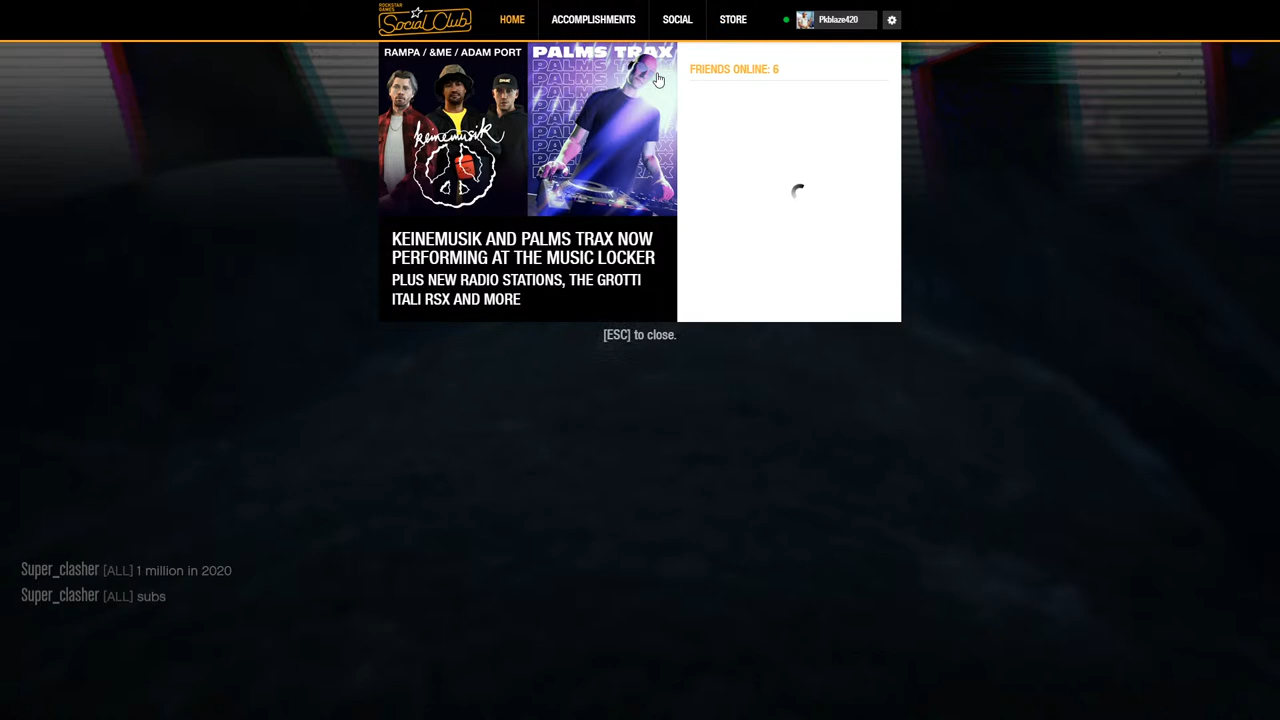 ROCKSTAR
GAMES
Social Club
HOME
ACCOMPLISHMENTS
SOCIAL
STORE
Pkblaze420
RAMPA / &ME / ADAM PORT
keinemusik
PALMS TRAX
FRIENDS ONLINE: 6
KEINEMUSIK AND PALMS TRAX NOW
PERFORMING AT THE MUSIC LOCKER
PLUS NEW RADIO STATIONS, THE GROTTI
ITALI RSX AND MORE
[ESC] to close.
Super_clasher [ALL] 1 million in 2020
Super_clasher [ALL] subs